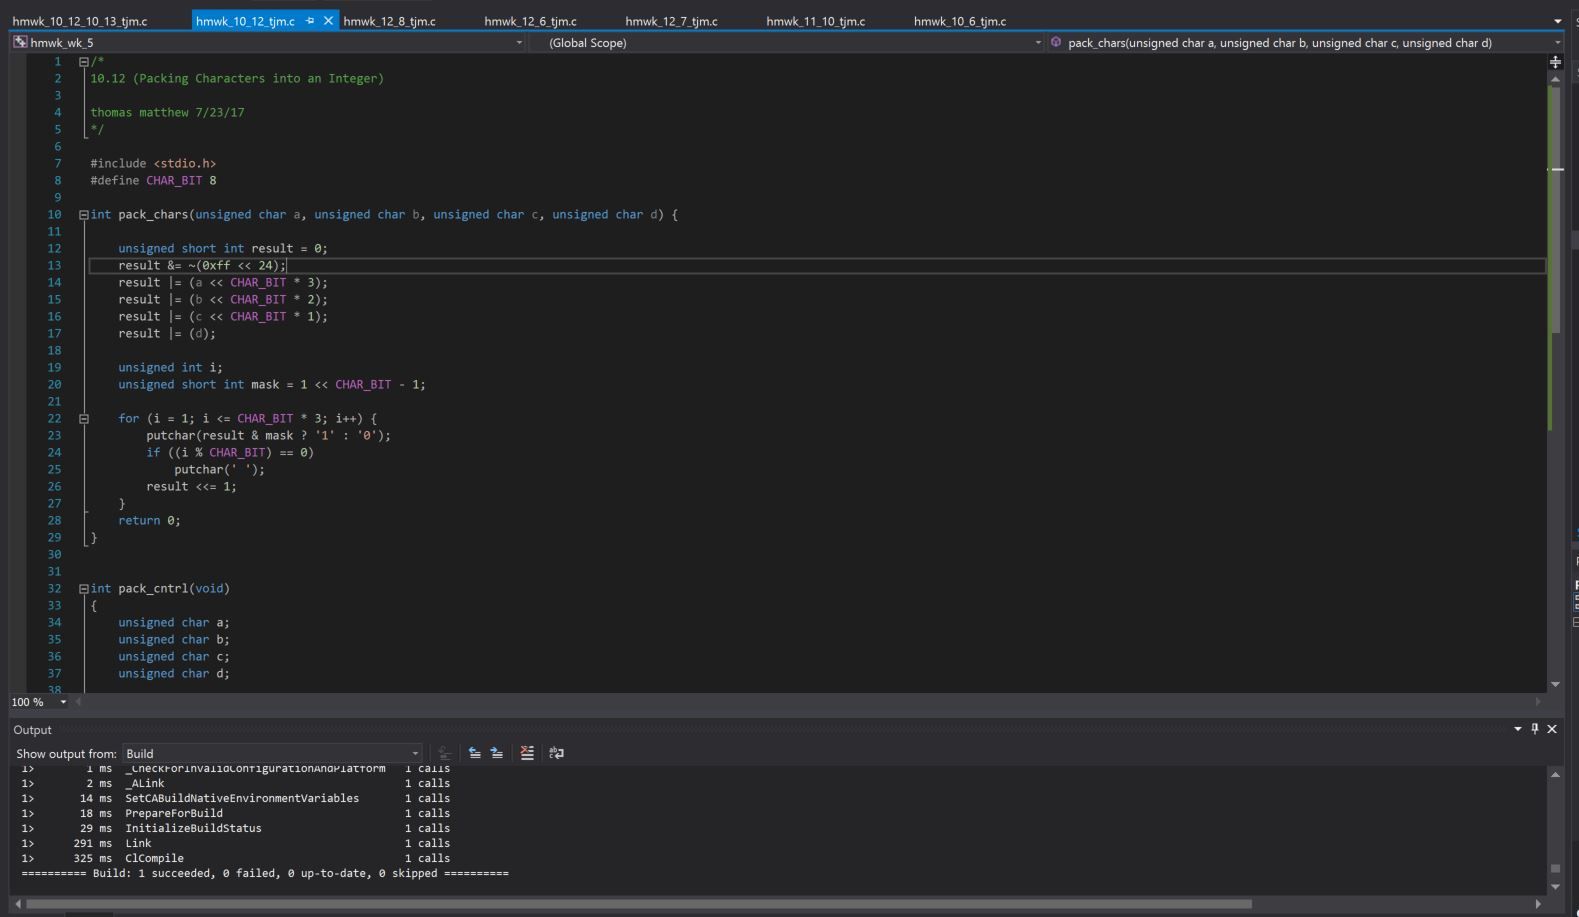 hmwk_10_12_10_13_tjm.c hmwk_10_12_tjm.c hmwk_12_8_tjm.c hmwk_12_6_tjm.c hmwk_12_7_tjm.c hmwk_11_10_tjm.c hmwk_10_6_tjm.c
hmwk_wk_5 (Global Scope) pack_chars(unsigned char a, unsigned char b, unsigned char c, unsigned char d)
1 /*
2 10.12 (Packing Characters into an Integer)
3
4 thomas matthew 7/23/17
5 */
6
7 #include <stdio.h>
8 #define CHAR_BIT 8
9
10 int pack_chars(unsigned char a, unsigned char b, unsigned char c, unsigned char d) {
11
12 unsigned short int result = 0;
13 result &= ~(0xff << 24);
14 result |= (a << CHAR_BIT * 3);
15 result |= (b << CHAR_BIT * 2);
16 result |= (c << CHAR_BIT * 1);
17 result |= (d);
18
19 unsigned int i;
20 unsigned short int mask = 1 << CHAR_BIT - 1;
21
22 for (i = 1; i <= CHAR_BIT * 3; i++) {
23 putchar(result & mask ? '1' : '0');
24 if ((i % CHAR_BIT) == 0)
25 putchar(' ');
26 result <<= 1;
27 }
28 return 0;
29 }
30
31
32 int pack_cntrl(void)
33 {
34 unsigned char a;
35 unsigned char b;
36 unsigned char c;
37 unsigned char d;
38
100 %
Output
Show output from: Build
1> 1 ms _CheckForInvalidConfigurationAndPlatform 1 calls
1> 2 ms _ALink 1 calls
1> 14 ms SetCABuildNativeEnvironmentVariables 1 calls
1> 18 ms PrepareForBuild 1 calls
1> 29 ms InitializeBuildStatus 1 calls
1> 291 ms Link 1 calls
1> 325 ms ClCompile 1 calls
========== Build: 1 succeeded, 0 failed, 0 up-to-date, 0 skipped ==========